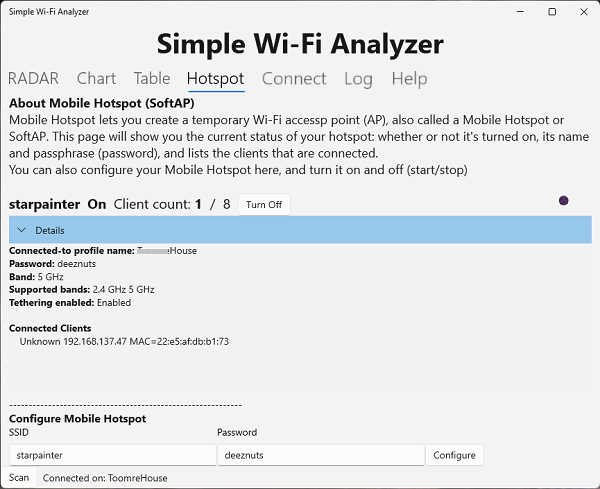 Simple Wi-Fi Analyzer
Simple Wi-Fi Analyzer
RADAR Chart Table Hotspot Connect Log Help
About Mobile Hotspot (SoftAP)
Mobile Hotspot lets you create a temporary Wi-Fi accessp point (AP), also called a Mobile Hotspot or
SoftAP. This page will show you the current status of your hotspot: whether or not it's turned on, its name
and passphrase (password), and lists the clients that are connected.
You can also configure your Mobile Hotspot here, and turn it on and off (start/stop)
starpainter On Client count: 1 / 8 Turn Off
Details
Connected-to profile name: House
Password: deeznuts
Band: 5 GHz
Supported bands: 2.4 GHz 5 GHz
Tethering enabled: Enabled
Connected Clients
Unknown 192.168.137.47 MAC=22:e5:af:db:b1:73
------------------------------------------------------------
Configure Mobile Hotspot
SSID Password
starpainter deeznuts Configure
Scan Connected on: ToomreHouse